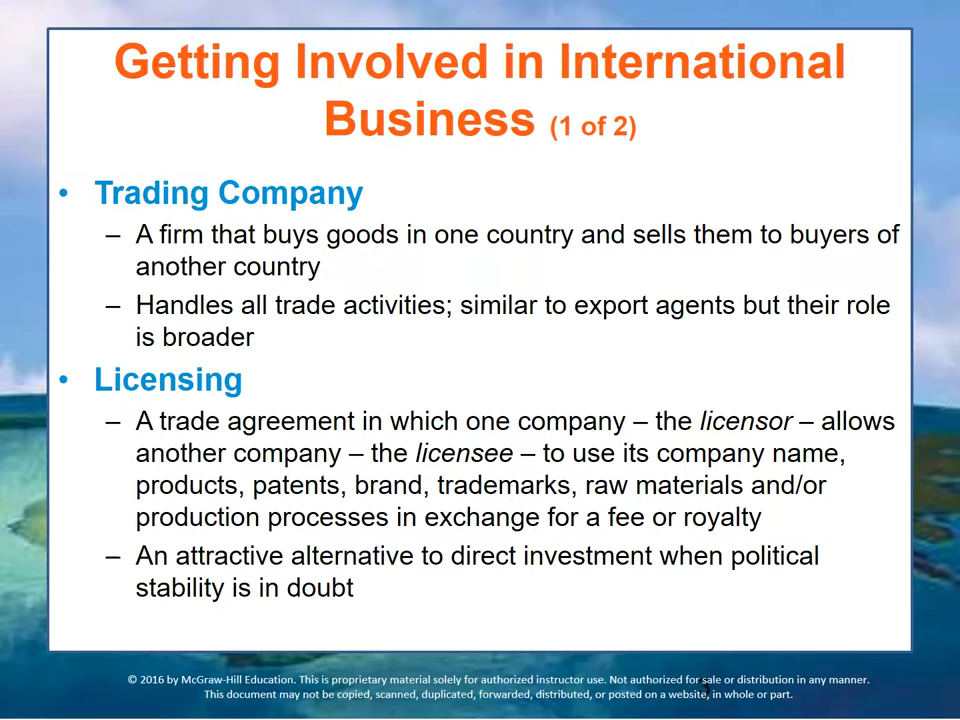 Getting Involved in International
Business (1 of 2)
• Trading Company
– A firm that buys goods in one country and sells them to buyers of
another country
– Handles all trade activities; similar to export agents but their role
is broader
• Licensing
– A trade agreement in which one company – the licensor – allows
another company – the licensee – to use its company name,
products, patents, brand, trademarks, raw materials and/or
production processes in exchange for a fee or royalty
– An attractive alternative to direct investment when political
stability is in doubt
© 2016 by McGraw-Hill Education. This is proprietary material solely for authorized instructor use. Not authorized for sale or distribution in any manner.
This document may not be copied, scanned, duplicated, forwarded, distributed, or posted on a website, in whole or part.